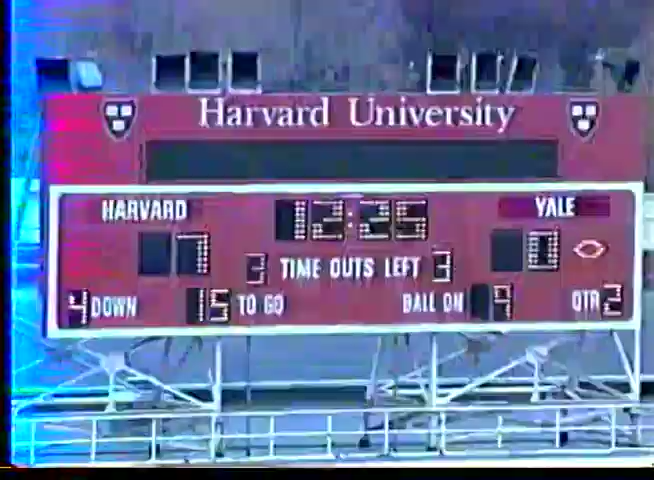 Harvard University
HARVARD 12:25 YALE
7 0
3 TIME OUTS LEFT 3
4 DOWN 15 TO GO BALL ON 9 QTR 2